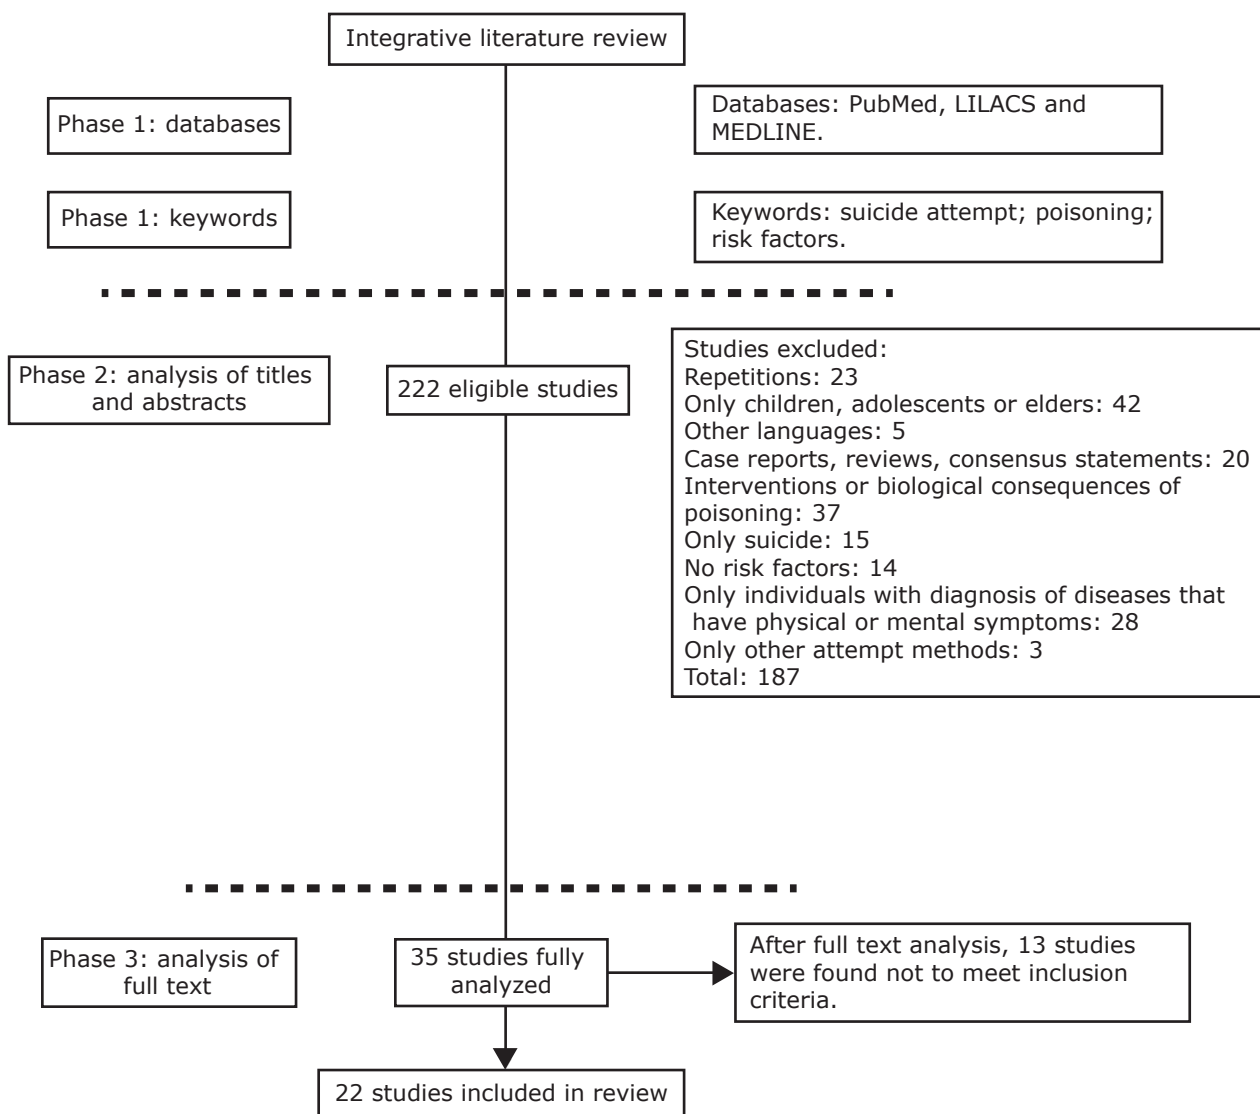 Integrative literature review
Phase 1: databases
Databases: PubMed, LILACS and
MEDLINE.
Phase 1: keywords
Keywords: suicide attempt; poisoning;
risk factors.
Phase 2: analysis of titles
and abstracts
222 eligible studies
Studies excluded:
Repetitions: 23
Only children, adolescents or elders: 42
Other languages: 5
Case reports, reviews, consensus statements: 20
Interventions or biological consequences of
poisoning: 37
Only suicide: 15
No risk factors: 14
Only individuals with diagnosis of diseases that
have physical or mental symptoms: 28
Only other attempt methods: 3
Total: 187
Phase 3: analysis of
full text
35 studies fully
analyzed
After full text analysis, 13 studies
were found not to meet inclusion
criteria.
22 studies included in review